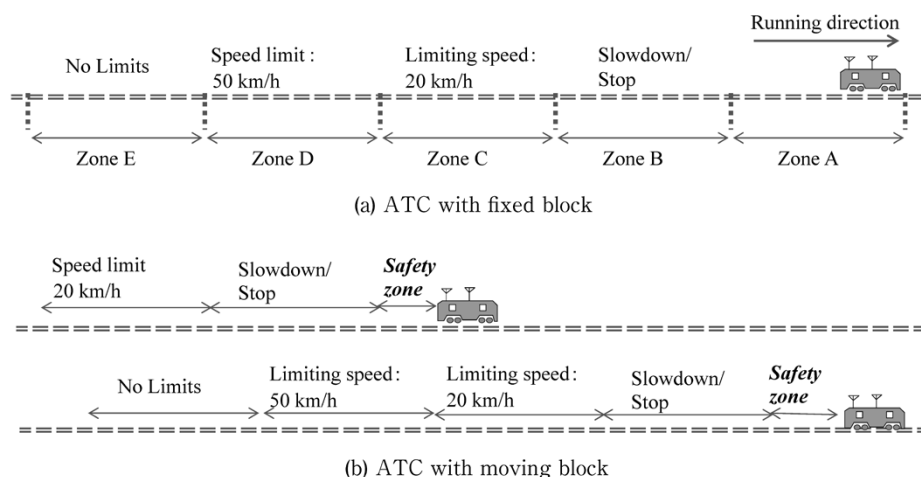 Running direction
No Limits
Speed limit :
50 km/h
Limiting speed:
20 km/h
Slowdown/
Stop
Zone E
Zone D
Zone C
Zone B
Zone A
(a) ATC with fixed block
Speed limit
20 km/h
Slowdown/
Stop
Safety
zone
No Limits
Limiting speed:
50 km/h
Limiting speed:
20 km/h
Slowdown/
Stop
Safety
zone
(b) ATC with moving block